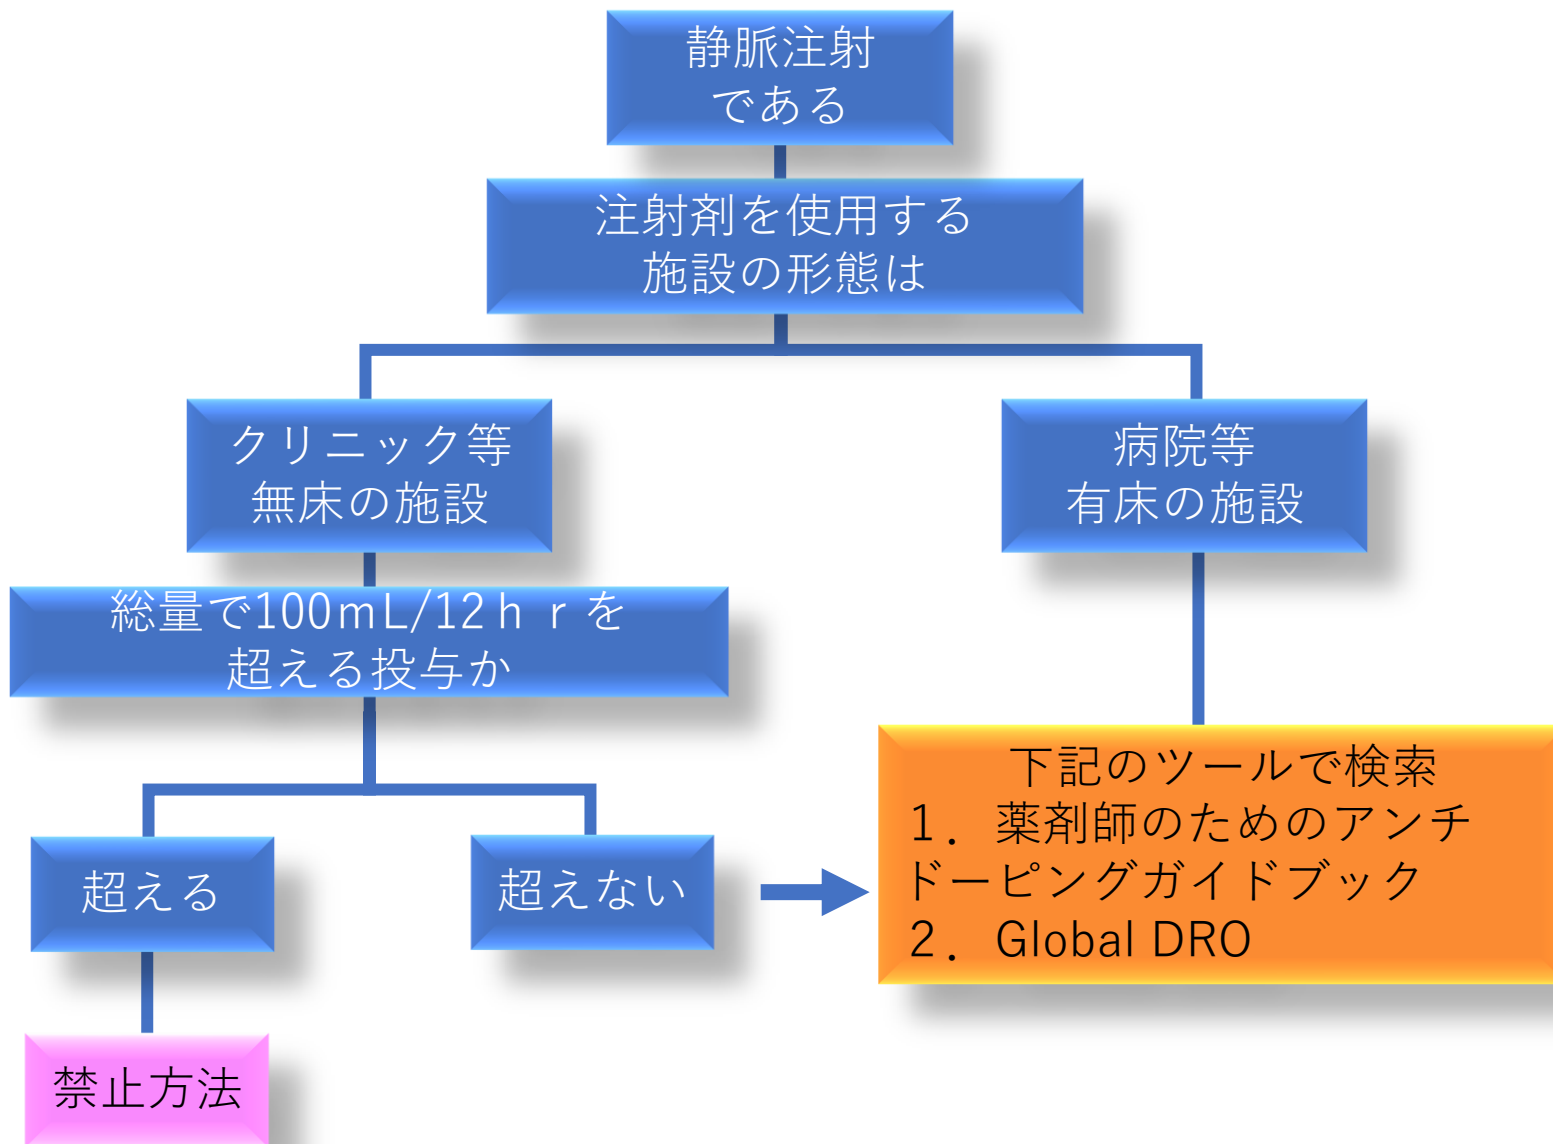 静脈注射
である
注射剤を使用する
施設の形態は
クリニック等
無床の施設
病院等
有床の施設
総量で100ｍL/12ｈｒを
超える投与か
超える
超えない
下記のツールで検索
１．薬剤師のためのアンチ
ドーピングガイドブック
２．Global DRO
禁止方法